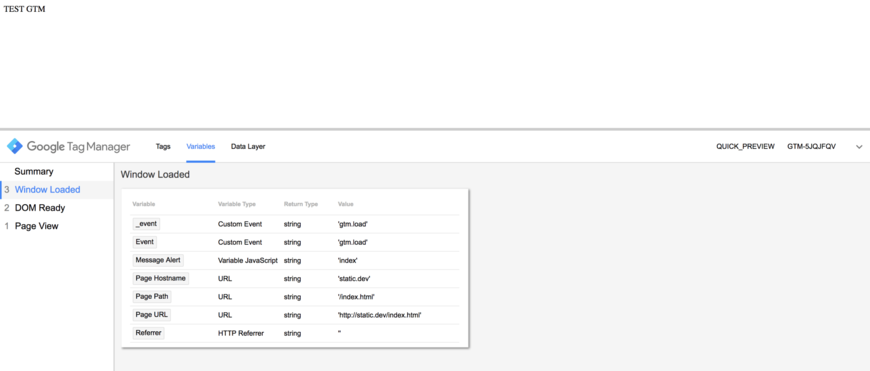 TEST GTM
Google Tag Manager Tags Variables Data Layer QUICK_PREVIEW GTM-5JQJFQV
Summary
3 Window Loaded
2 DOM Ready
1 Page View
Window Loaded
Variable Variable Type Return Type Value
_event Custom Event string 'gtm.load'
Event Custom Event string 'gtm.load'
Message Alert Variable JavaScript string 'index'
Page Hostname URL string 'static.dev'
Page Path URL string '/index.html'
Page URL URL string 'http://static.dev/index.html'
Referrer HTTP Referrer string ''